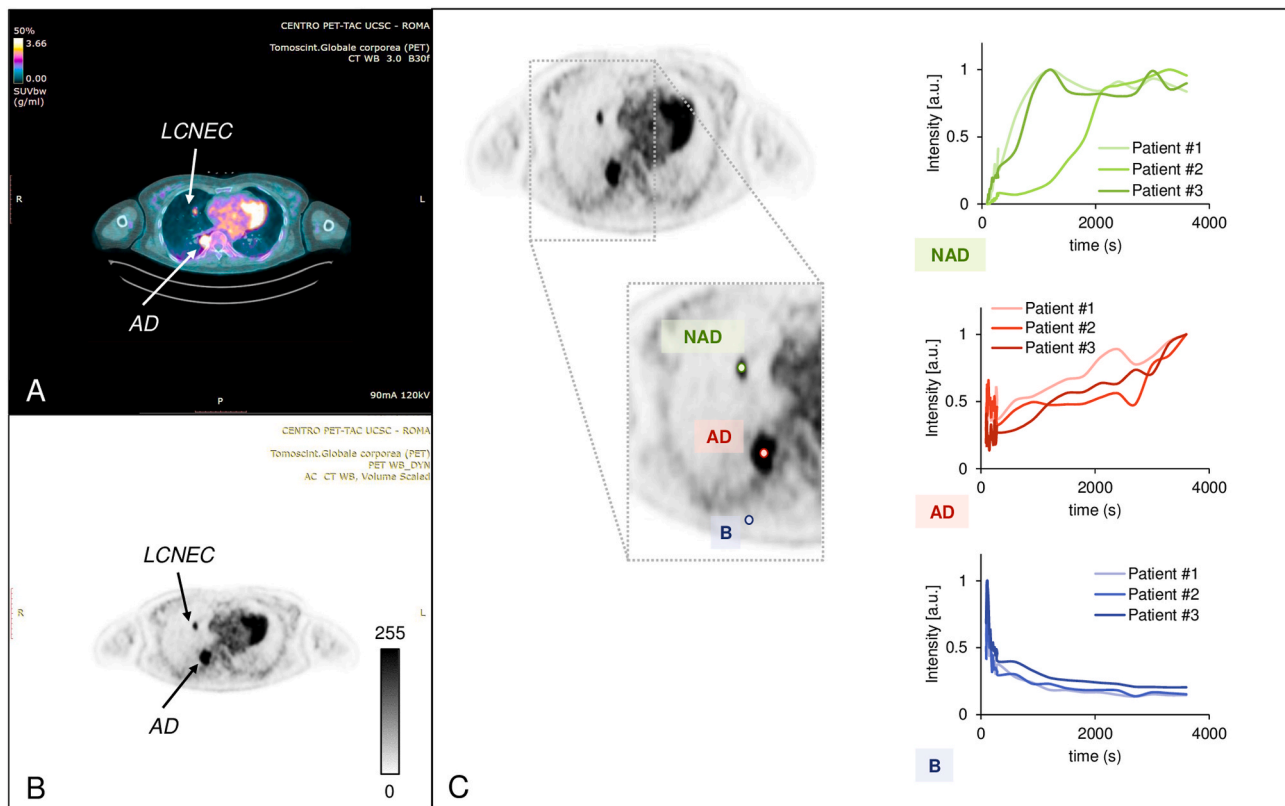 A
50%
3.66
0.00
SUVbw
(g/ml)
CENTRO PET-TAC UCSC - ROMA
Tomoscint.Globale corporea (PET)
CT WB 3.0 B30f
LCNEC
R
L
AD
P
90mA 120kV
B
CENTRO PET-TAC UCSC - ROMA
Tomoscint.Globale corporea (PET)
PET WB_DYN
AC CT WB, Volume Scaled
LCNEC
R
L
AD
255
0
C
NAD
AD
B
Intensity [a.u.]
1
0.5
0
0
2000
4000
time (s)
Patient #1
Patient #2
Patient #3
NAD
Intensity [a.u.]
1
0.5
0
0
2000
4000
time (s)
Patient #1
Patient #2
Patient #3
AD
Intensity [a.u.]
1
0.5
0
0
2000
4000
time (s)
Patient #1
Patient #2
Patient #3
B